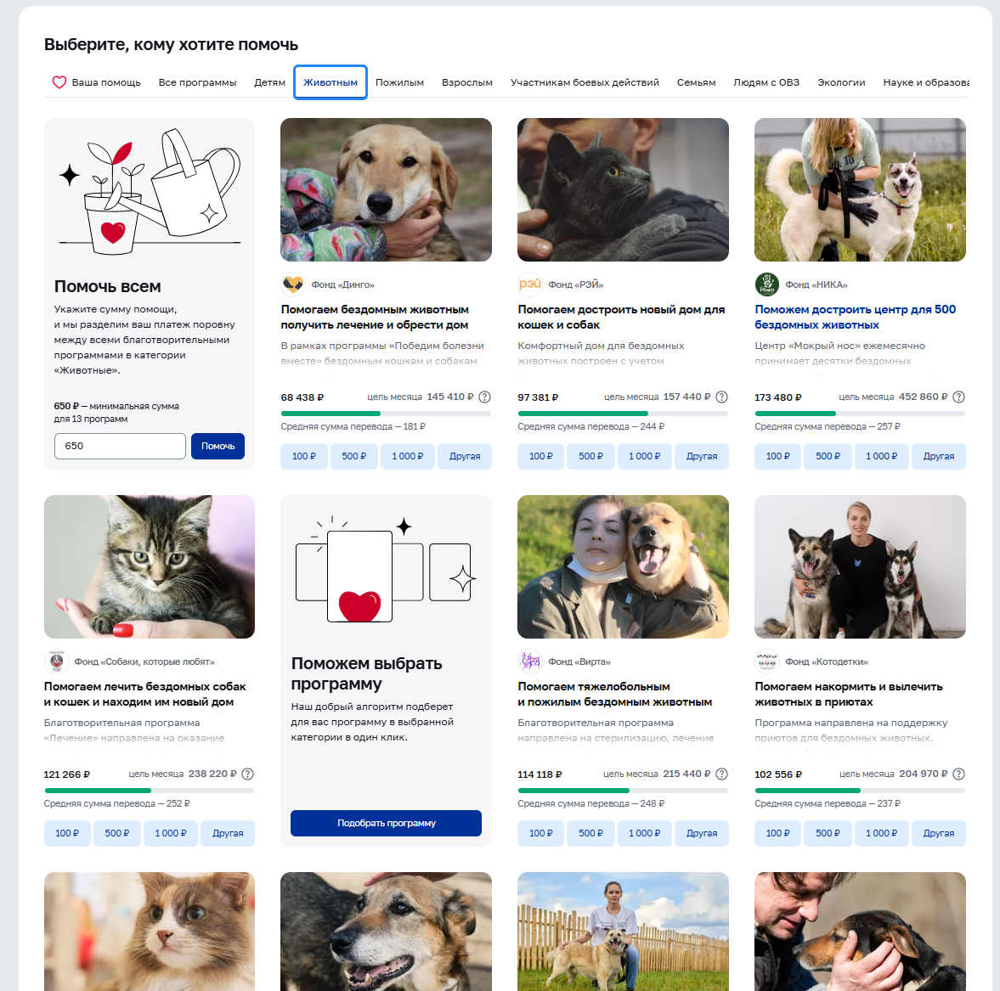 Выберите, кому хотите помочь
Ваша помощь
Все программы
Детям
Животным
Пожилым
Взрослым
Участникам боевых действий
Семьям
Людям с ОВЗ
Экологии
Науке и образова
Помочь всем
Укажите сумму помощи,
и мы разделим ваш платеж поровну
между всеми благотворительными
программами в категории
«Животные».
650 ₽ — минимальная сумма
для 13 программ
650
Помочь
Фонд «Динго»
Помогаем бездомным животным
получить лечение и обрести дом
В рамках программы «Победим болезни
вместе» бездомным кошкам и собакам
68 438 ₽
цель месяца 145 410 ₽ ?
Средняя сумма перевода — 181 ₽
100 ₽
500 ₽
1 000 ₽
Другая
рэй
Фонд «РЭЙ»
Помогаем достроить новый дом для
кошек и собак
Комфортный дом для бездомных
животных построен с учетом
97 381 ₽
цель месяца 157 440 ₽ ?
Средняя сумма перевода — 244 ₽
100 ₽
500 ₽
1 000 ₽
Другая
Фонд «НИКА»
Поможем достроить центр для 500
бездомных животных
Центр «Мокрый нос» ежемесячно
принимает десятки бездомных
173 480 ₽
цель месяца 452 860 ₽ ?
Средняя сумма перевода — 257 ₽
100 ₽
500 ₽
1 000 ₽
Другая
Фонд «Собаки, которые любят»
Помогаем лечить бездомных собак
и кошек и находим им новый дом
Благотворительная программа
«Лечение» направлена на оказание
121 266 ₽
цель месяца 238 220 ₽ ?
Средняя сумма перевода — 252 ₽
100 ₽
500 ₽
1 000 ₽
Другая
Поможем выбрать
программу
Наш добрый алгоритм подберет
для вас программу в выбранной
категории в один клик.
Подобрать программу
Фонд «Вирта»
Помогаем тяжелобольным
и пожилым бездомным животным
Благотворительная программа
направлена на стерилизацию, лечение
114 118 ₽
цель месяца 215 440 ₽ ?
Средняя сумма перевода — 248 ₽
100 ₽
500 ₽
1 000 ₽
Другая
Фонд «Котодетки»
Помогаем накормить и вылечить
животных в приютах
Программа направлена на поддержку
приютов для бездомных животных.
102 556 ₽
цель месяца 204 970 ₽ ?
Средняя сумма перевода — 237 ₽
100 ₽
500 ₽
1 000 ₽
Другая